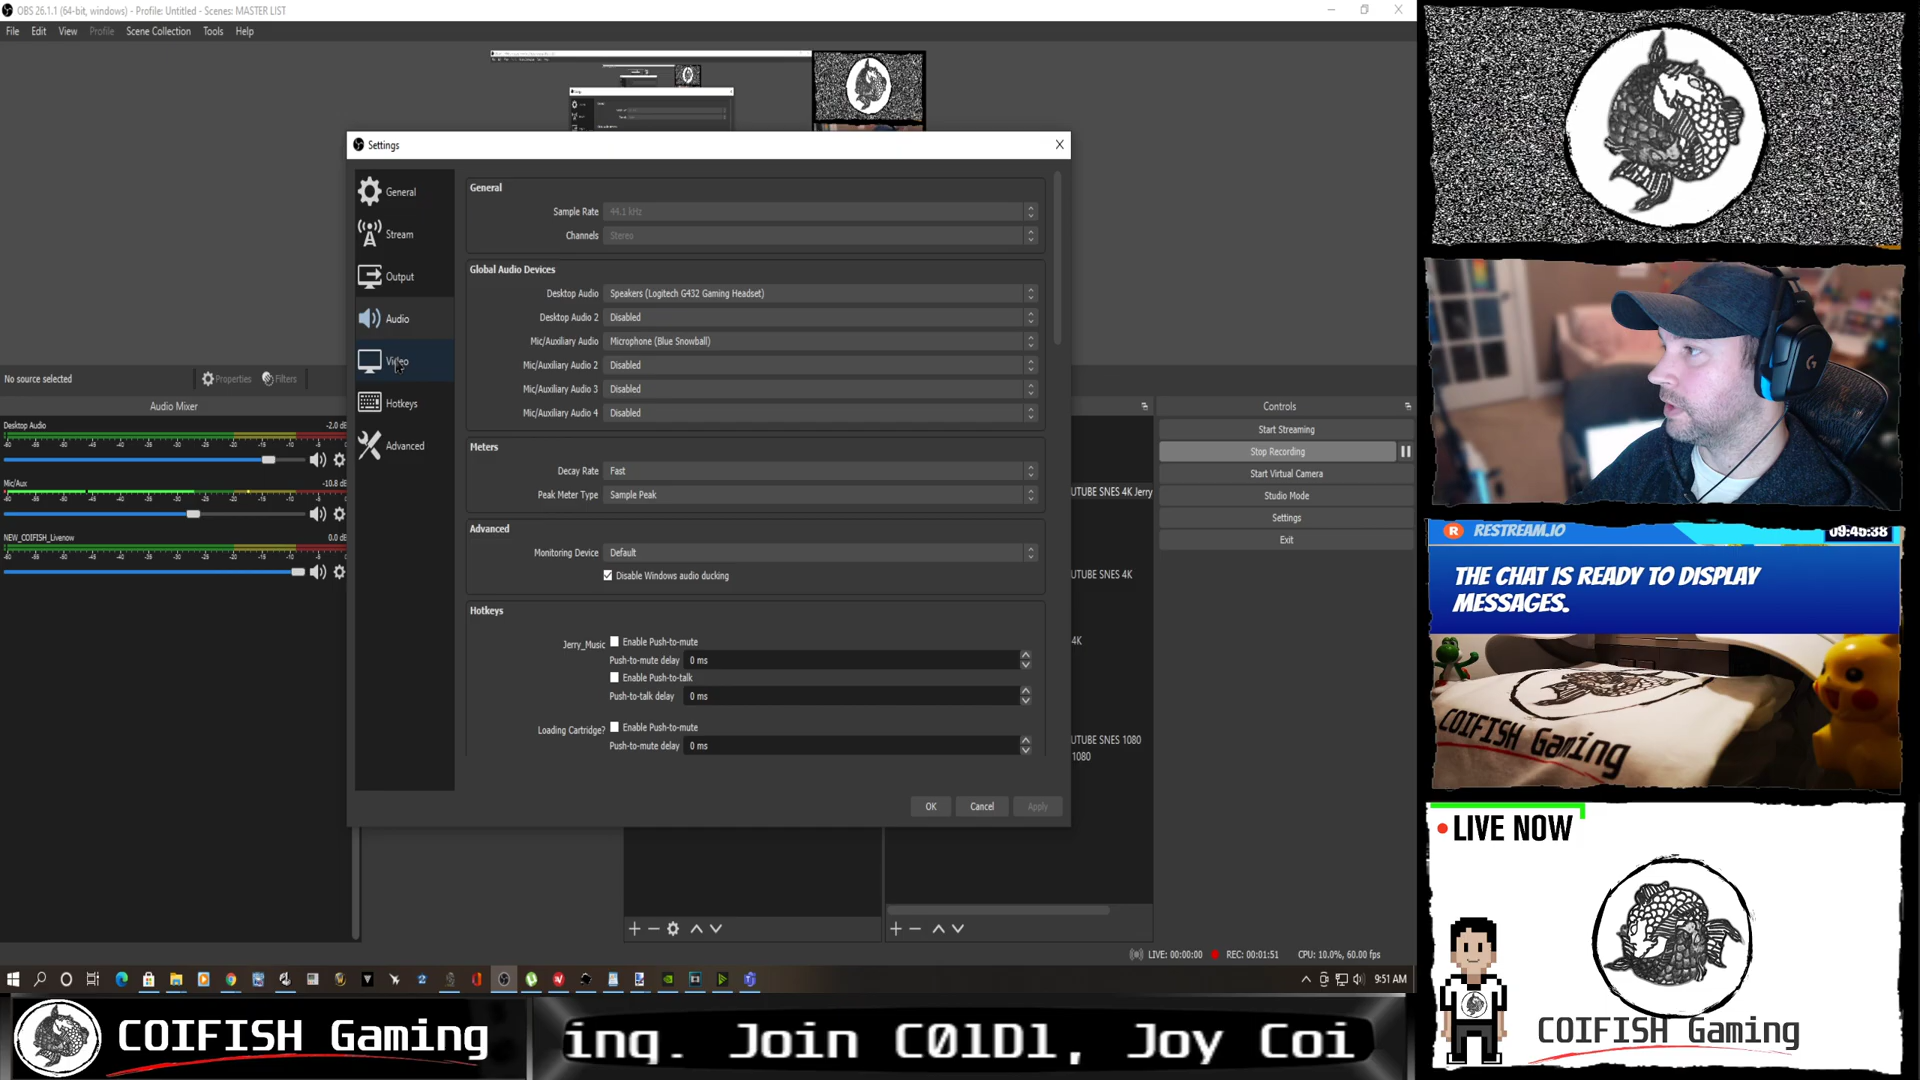 OBS 26.1.1 (64-bit, windows) - Profile: Untitled - Scenes: MASTER LIST
File Edit View Profile Scene Collection Tools Help
Settings
General
Stream
Output
Audio
Video
Hotkeys
Advanced
General
Sample Rate 44.1 kHz
Channels Stereo
Global Audio Devices
Desktop Audio Speakers (Logitech G432 Gaming Headset)
Desktop Audio 2 Disabled
Mic/Auxiliary Audio Microphone (Blue Snowball)
Mic/Auxiliary Audio 2 Disabled
Mic/Auxiliary Audio 3 Disabled
Mic/Auxiliary Audio 4 Disabled
Meters
Decay Rate Fast
Peak Meter Type Sample Peak
Advanced
Monitoring Device Default
Disable Windows audio ducking
Hotkeys
Jerry_Music Enable Push-to-mute
Push-to-mute delay 0 ms
Enable Push-to-talk
Push-to-talk delay 0 ms
Loading Cartridge? Enable Push-to-mute
Push-to-mute delay 0 ms
OK Cancel Apply
No source selected
Properties Filters
Audio Mixer
Desktop Audio -2.0 dB
Mic/Aux -10.8 dB
NEW_COIFISH_Livenow 0.0 dB
UTUBE SNES 4K Jerry
UTUBE SNES 4K
4K
UTUBE SNES 1080
1080
Controls
Start Streaming
Stop Recording
Start Virtual Camera
Studio Mode
Settings
Exit
LIVE: 00:00:00 REC: 00:01:51 CPU: 10.0%, 60.00 fps
9:51 AM
RESTREAM.IO 09:45:38
THE CHAT IS READY TO DISPLAY
MESSAGES.
COIFISH Gaming
LIVE NOW
COIFISH Gaming
COIFISH Gaming
ing. Join C01D1, Joy Coi